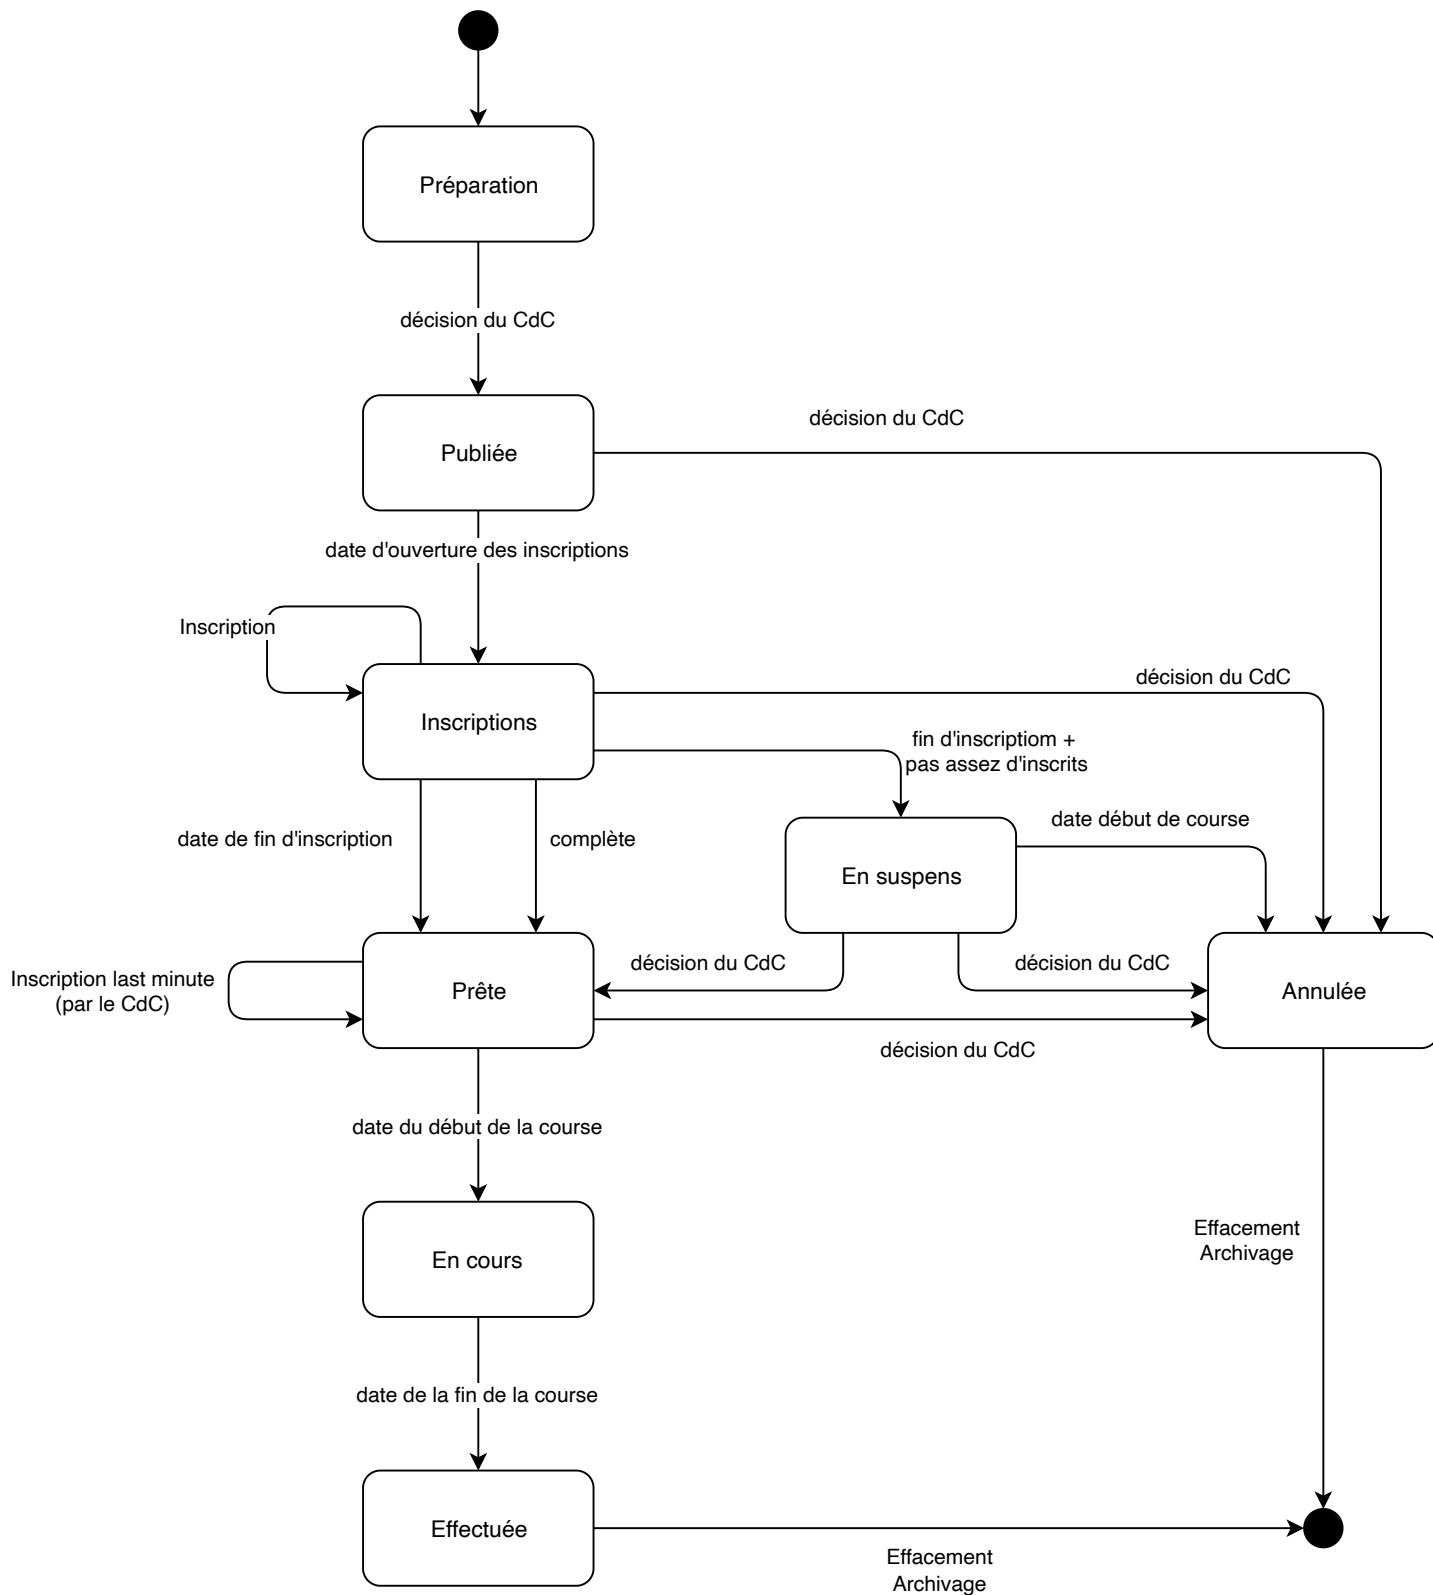 Préparation
décision du CdC
décision du CdC
Publiée
date d'ouverture des inscriptions
Inscription
décision du CdC
Inscriptions
fin d'inscriptiom +
pas assez d'inscrits
date de fin d'inscription
complète
date début de course
En suspens
Inscription last minute
(par le CdC)
Prête
décision du CdC
décision du CdC
Annulée
décision du CdC
date du début de la course
En cours
Effacement
Archivage
date de la fin de la course
Effectuée
Effacement
Archivage